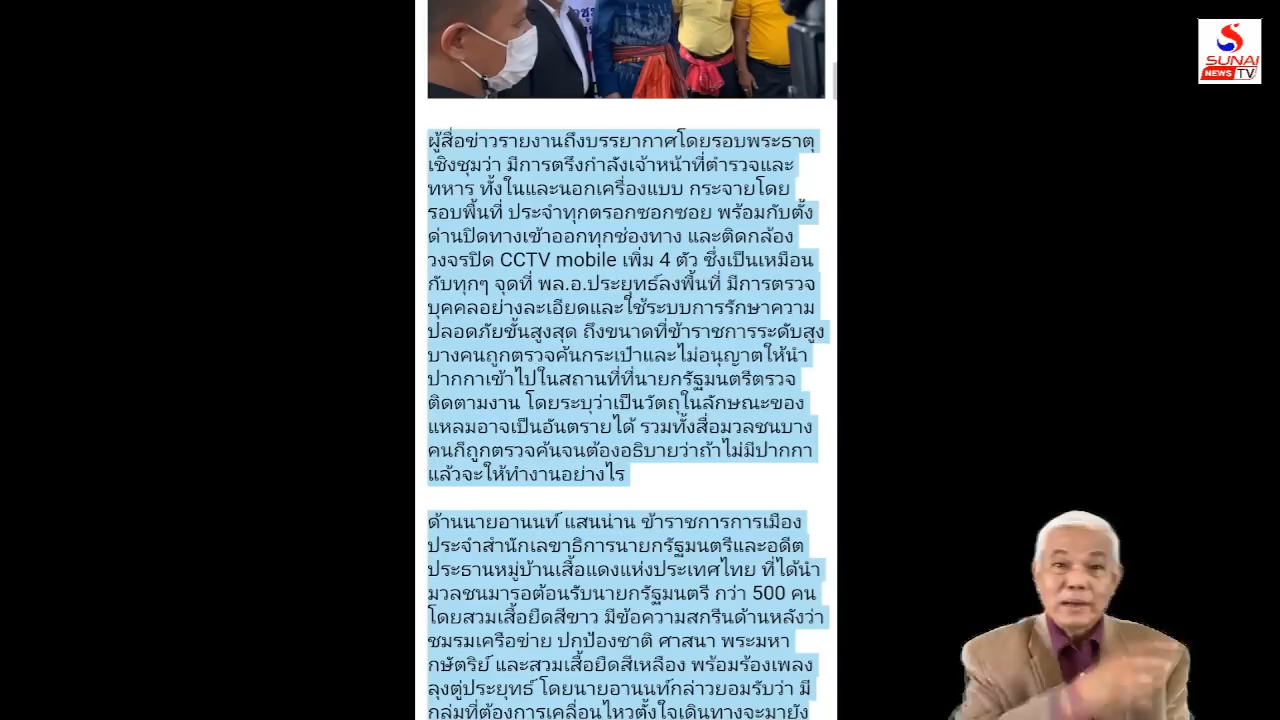 SUNAI
NEWS TV
ผู้สื่อข่าวรายงานถึงบรรยากาศโดยรอบพระธาตุ
เชิงชุมว่า มีการตรึงกำลังเจ้าหน้าที่ตำรวจและ
ทหาร ทั้งในและนอกเครื่องแบบ กระจายโดย
รอบพื้นที่ ประจำทุกตรอกซอกซอย พร้อมกับตั้ง
ด่านปิดทางเข้าออกทุกช่องทาง และติดกล้อง
วงจรปิด CCTV mobile เพิ่ม 4 ตัว ซึ่งเป็นเหมือน
กับทุกๆ จุดที่ พล.อ.ประยุทธ์ลงพื้นที่ มีการตรวจ
บุคคลอย่างละเอียดและใช้ระบบการรักษาความ
ปลอดภัยขั้นสูงสุด ถึงขนาดที่ข้าราชการระดับสูง
บางคนถูกตรวจค้นกระเป๋าและไม่อนุญาตให้นำ
ปากกาเข้าไปในสถานที่ที่นายกรัฐมนตรีตรวจ
ติดตามงาน โดยระบุว่าเป็นวัตถุในลักษณะของ
แหลมอาจเป็นอันตรายได้ รวมทั้งสื่อมวลชนบาง
คนก็ถูกตรวจค้นจนต้องอธิบายว่าถ้าไม่มีปากกา
แล้วจะให้ทำงานอย่างไร
ด้านนายอานนท์ แสนน่าน ข้าราชการการเมือง
ประจำสำนักเลขาธิการนายกรัฐมนตรีและอดีต
ประธานหมู่บ้านเสื้อแดงแห่งประเทศไทย ที่ได้นำ
มวลชนมารอต้อนรับนายกรัฐมนตรี กว่า 500 คน
โดยสวมเสื้อยืดสีขาว มีข้อความสกรีนด้านหลังว่า
ชมรมเครือข่าย ปกป้องชาติ ศาสนา พระมหา
กษัตริย์ และสวมเสื้อยืดสีเหลือง พร้อมร้องเพลง
ลุงตู่ประยุทธ์ โดยนายอานนท์กล่าวยอมรับว่า มี
กลุ่มที่ต้องการเคลื่อนไหวตั้งใจเดินทางจะมายัง